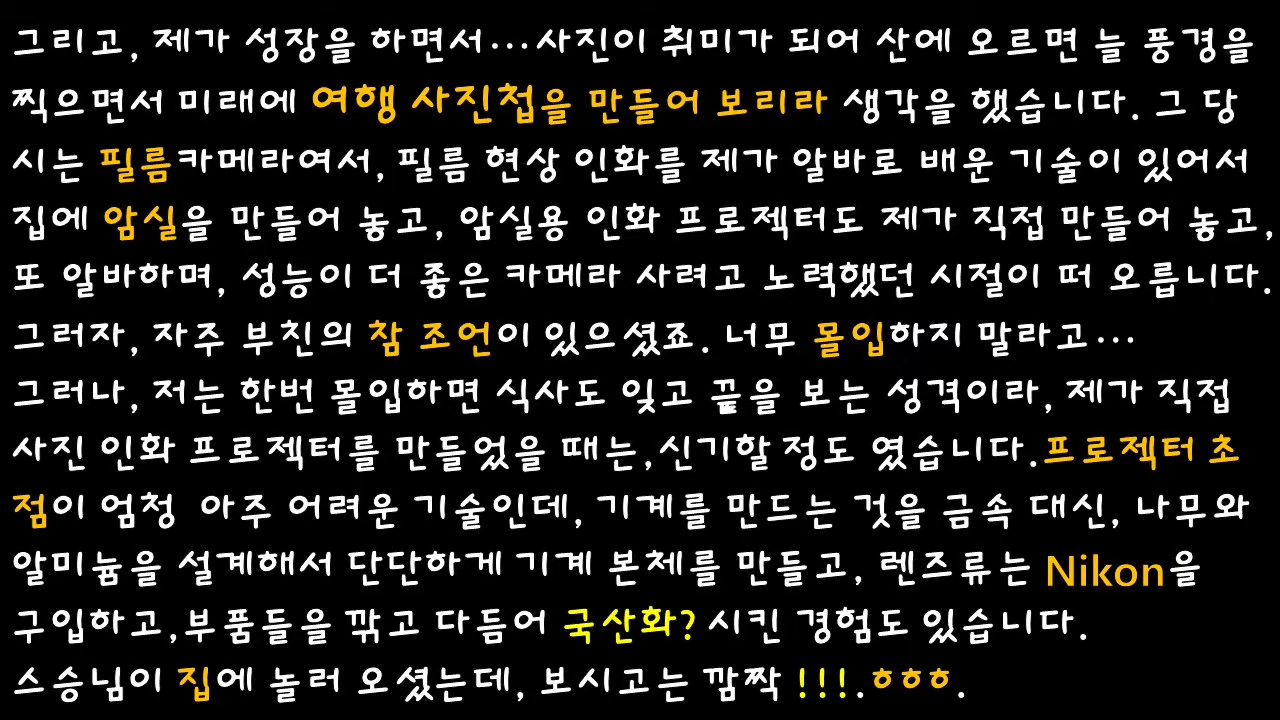 그리고, 제가 성장을 하면서…사진이 취미가 되어 산에 오르면 늘 풍경을
찍으면서 미래에 여행 사진첩을 만들어 보리라 생각을 했습니다. 그 당
시는 필름카메라여서, 필름 현상 인화를 제가 알바로 배운 기술이 있어서
집에 암실을 만들어 놓고, 암실용 인화 프로젝터도 제가 직접 만들어 놓고,
또 알바하며, 성능이 더 좋은 카메라 사려고 노력했던 시절이 떠 오릅니다.
그러자, 자주 부친의 참 조언이 있으셨죠. 너무 몰입하지 말라고…
그러나, 저는 한번 몰입하면 식사도 잊고 끝을 보는 성격이라, 제가 직접
사진 인화 프로젝터를 만들었을 때는,신기할 정도 였습니다.프로젝터 초
점이 엄청 아주 어려운 기술인데, 기계를 만드는 것을 금속 대신, 나무와
알미늄을 설계해서 단단하게 기계 본체를 만들고, 렌즈류는 Nikon을
구입하고,부품들을 깎고 다듬어 국산화? 시킨 경험도 있습니다.
스승님이 집에 놀러 오셨는데, 보시고는 깜짝 !!!.ㅎㅎㅎ.